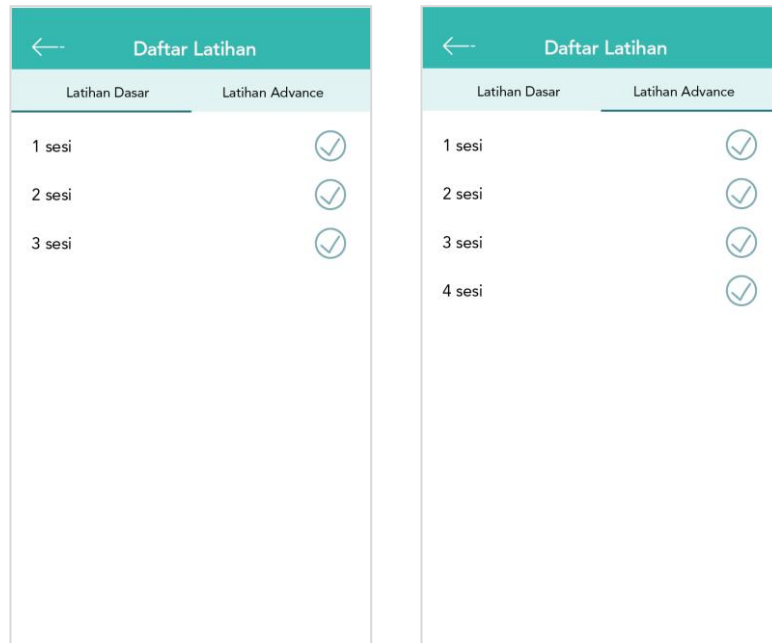 Daftar Latihan
Latihan Dasar Latihan Advance
1 sesi
2 sesi
3 sesi
Daftar Latihan
Latihan Dasar Latihan Advance
1 sesi
2 sesi
3 sesi
4 sesi